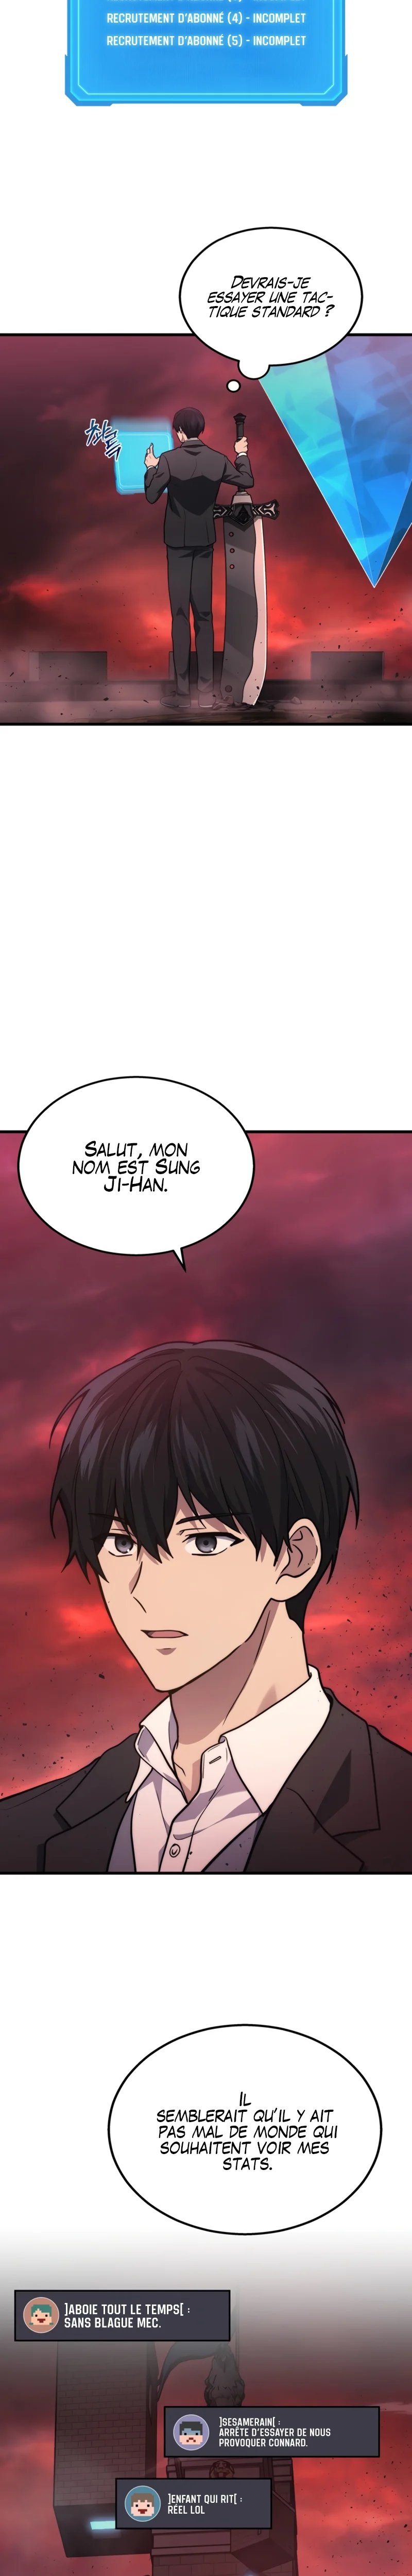 RECRUTEMENT D'ABONNÉ (4) - INCOMPLET
RECRUTEMENT D'ABONNÉ (5) - INCOMPLET
DEVRAIS-JE
ESSAYER UNE TAC-
TIQUE STANDARD ?
SALUT, MON
NOM EST SUNG
JI-HAN.
IL
SEMBLERAIT QU'IL Y AIT
PAS MAL DE MONDE QUI
SOUHAITENT VOIR MES
STATS.
]ABOIE TOUT LE TEMPS[ :
SANS BLAGUE MEC.
]SESAMERAIN[ :
ARRÊTE D'ESSAYER DE NOUS
PROVOQUER CONNARD.
]ENFANT QUI RIT[ :
RÉEL LOL